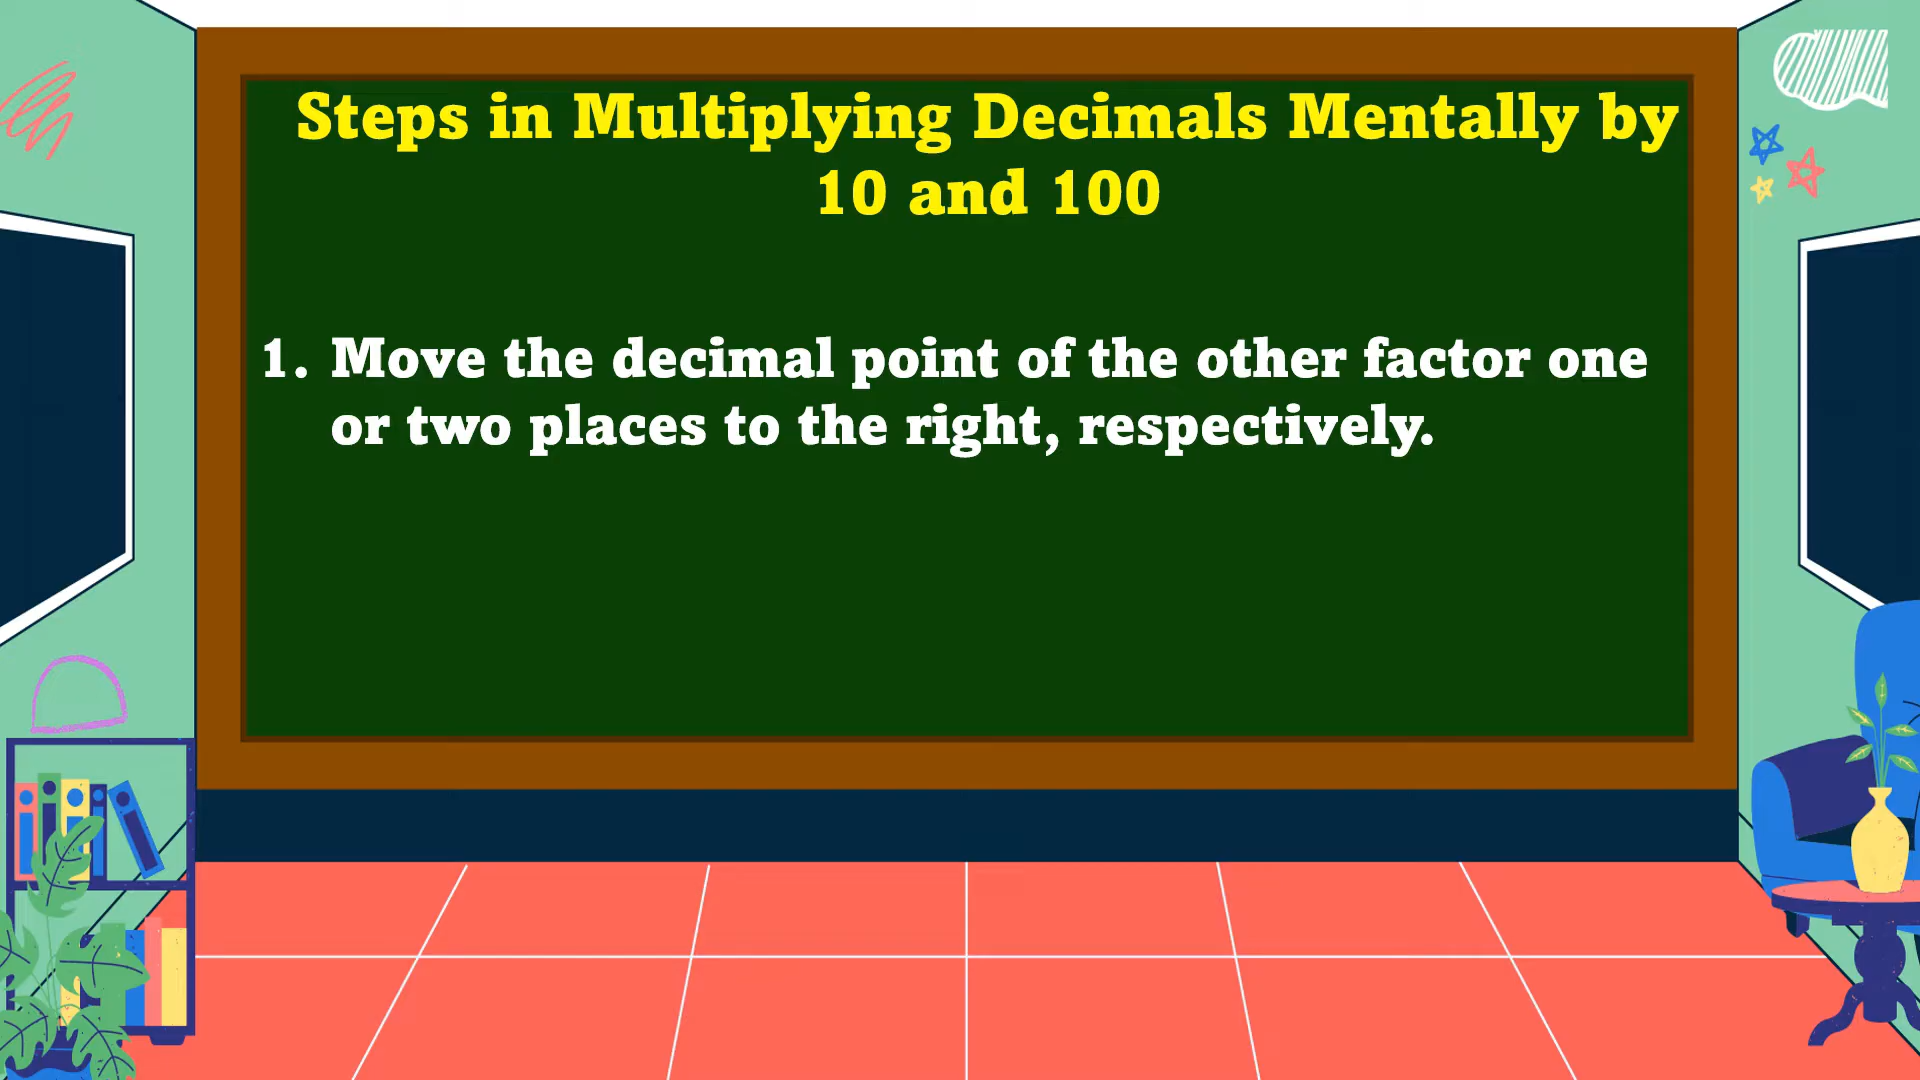 Steps in Multiplying Decimals Mentally by
10 and 100
1. Move the decimal point of the other factor one
or two places to the right, respectively.